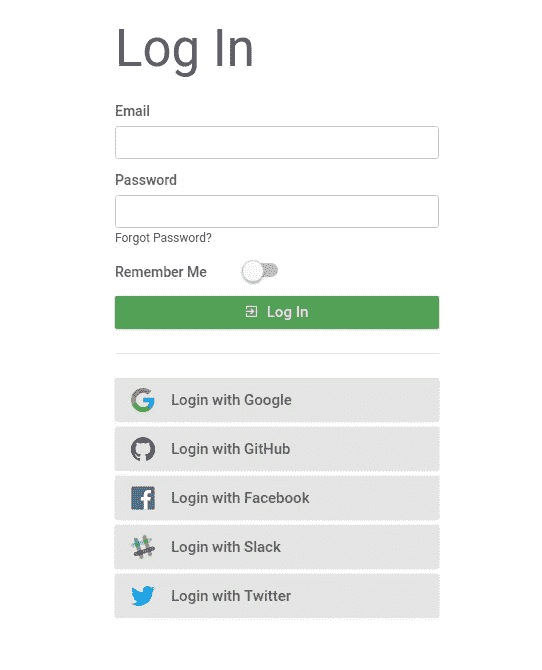 Log In
Email
Password
Forgot Password?
Remember Me
Log In
Login with Google
Login with GitHub
Login with Facebook
Login with Slack
Login with Twitter